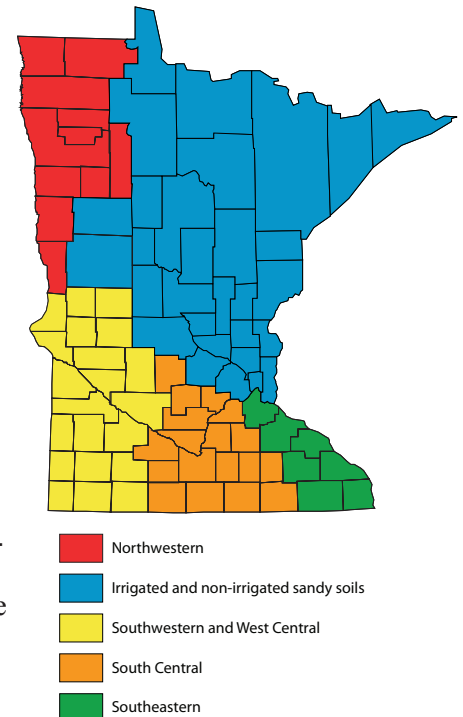 .
e
Northwestern
Irrigated and non-irrigated sandy soils
Southwestern and West Central
South Central
Southeastern